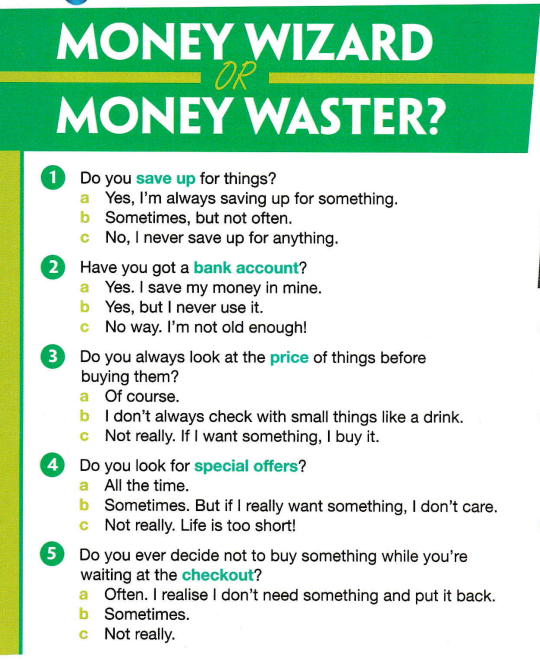 MONEY WIZARD
OR
MONEY WASTER?
1 Do you save up for things?
a Yes, I'm always saving up for something.
b Sometimes, but not often.
c No, I never save up for anything.
2 Have you got a bank account?
a Yes. I save my money in mine.
b Yes, but I never use it.
c No way. I'm not old enough!
3 Do you always look at the price of things before
buying them?
a Of course.
b I don't always check with small things like a drink.
c Not really. If I want something, I buy it.
4 Do you look for special offers?
a All the time.
b Sometimes. But if I really want something, I don't care.
c Not really. Life is too short!
5 Do you ever decide not to buy something while you're
waiting at the checkout?
a Often. I realise I don't need something and put it back.
b Sometimes.
c Not really.